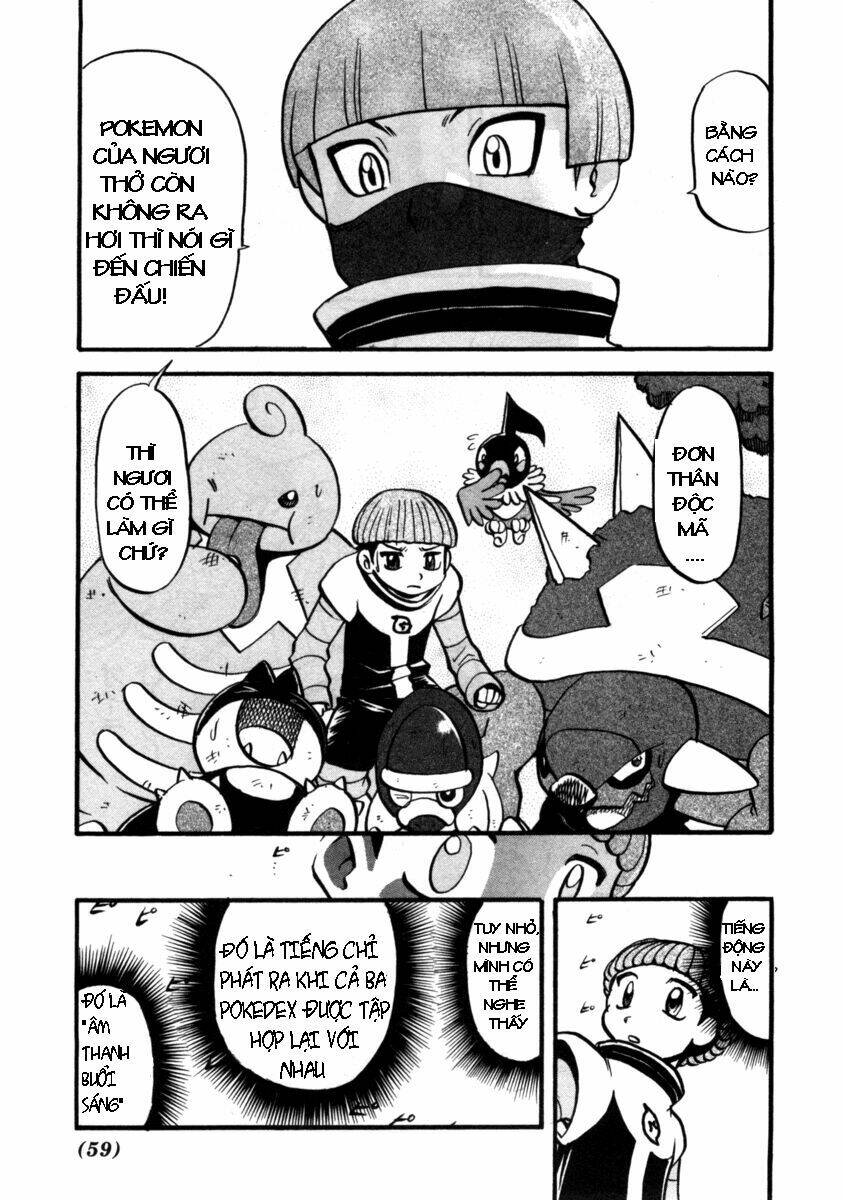 BẰNG
CÁCH
NÀO?
POKEMON
CỦA NGƯƠI
THỞ CÒN
KHÔNG RA
HƠI THÌ NÓI GÌ
ĐẾN CHIẾN
ĐẤU!
ĐƠN
THÂN
ĐỘC
MÃ
....
THÌ
NGƯƠI
CÓ THỂ
LÀM GÌ
CHỨ?
TIẾNG
ĐỘNG
NÀY
LÀ...
TUY NHỎ,
NHƯNG
MÌNH CÓ
THỂ
NGHE
THẤY
ĐÓ LÀ TIẾNG CHỈ
PHÁT RA KHI CẢ BA
POKEDEX ĐƯỢC TẬP
HỢP LẠI VỚI
NHAU
ĐÓ LÀ
"ÂM
THANH
BUỔI
SÁNG"
(59)